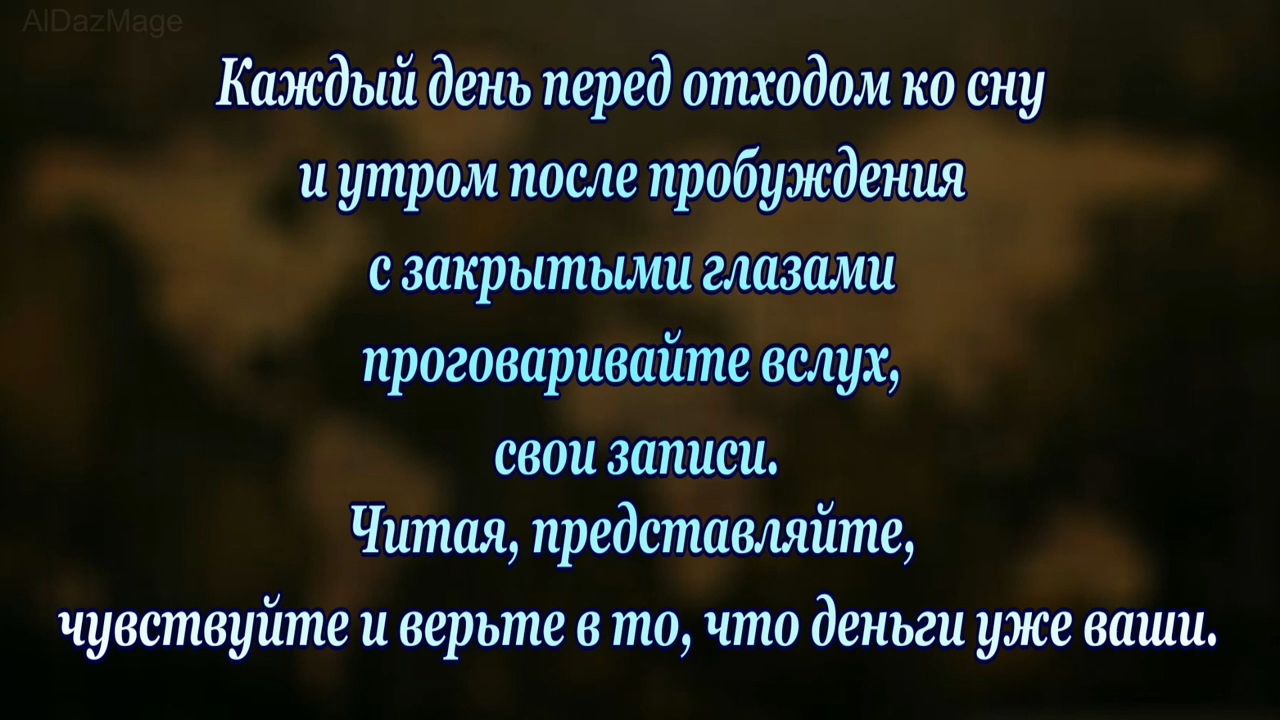 AlDazMage
Каждый день перед отходом ко сну
и утром после пробуждения
с закрытыми глазами
проговаривайте вслух,
свои записи.
Читая, представляйте,
чувствуйте и верьте в то, что деньги уже ваши.